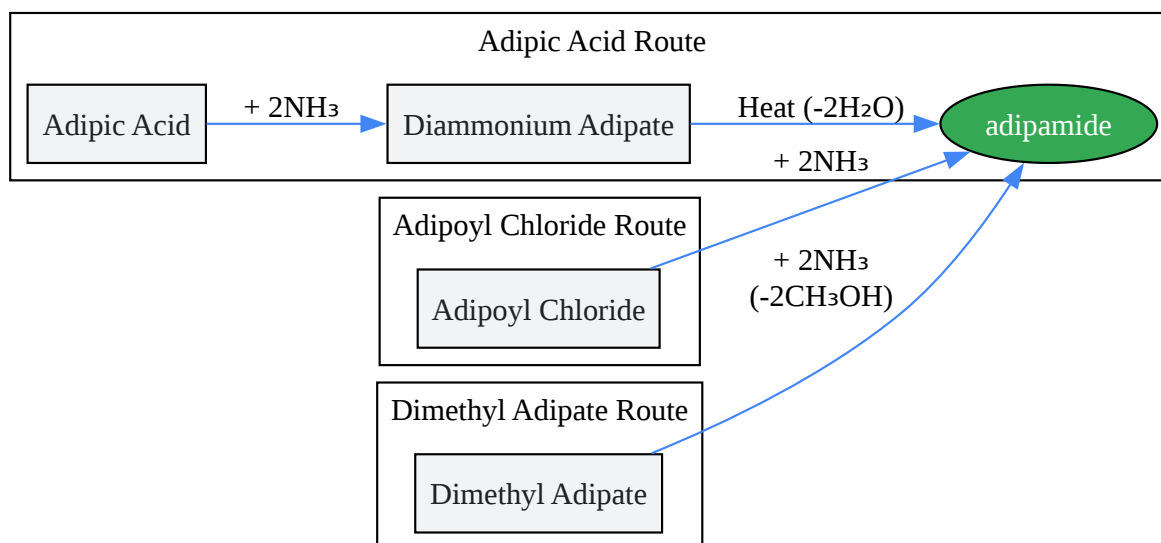 Adipic Acid Route
Adipic Acid
+ 2NH₃
Diammonium Adipate
Heat (-2H₂O)
adipamide
+ 2NH₃
Adipoyl Chloride Route
Adipoyl Chloride
+ 2NH₃
(-2CH₃OH)
Dimethyl Adipate Route
Dimethyl Adipate